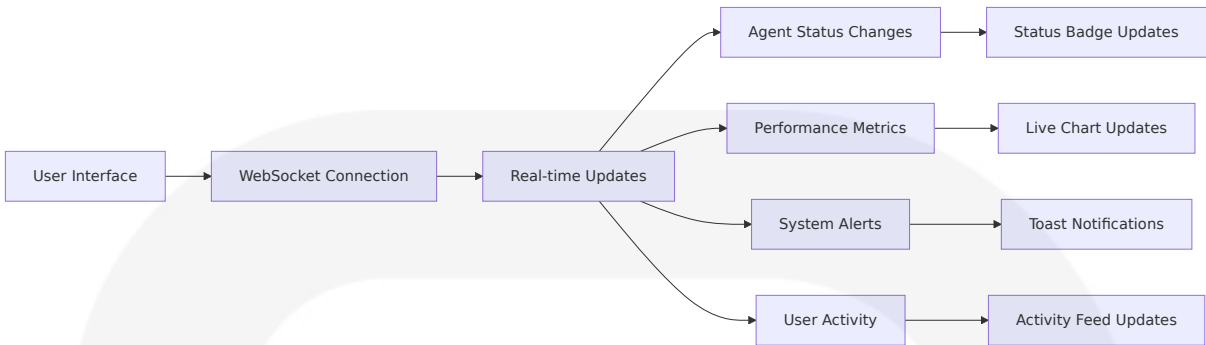 Agent Status Changes
Status Badge Updates
Performance Metrics
Live Chart Updates
User Interface
WebSocket Connection
Real-time Updates
System Alerts
Toast Notifications
User Activity
Activity Feed Updates